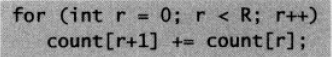 for (int r = 0; r < R; r++)
count[r+1] += count[r];